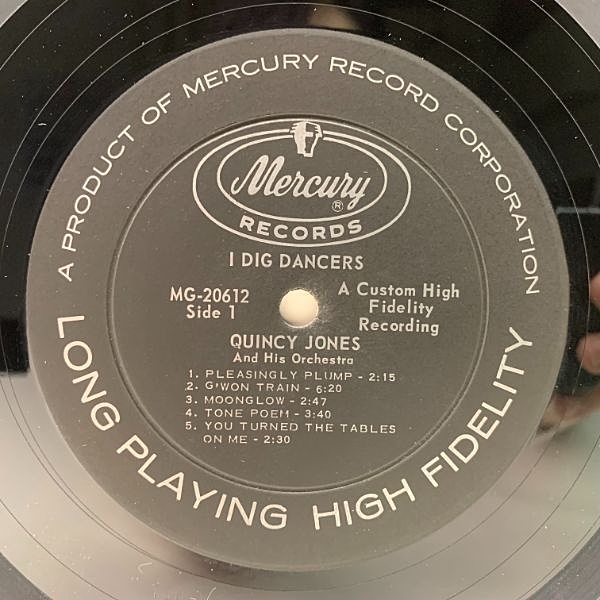 A PRODUCT OF MERCURY RECORD CORPORATION
Mercury ®
RECORDS
I DIG DANCERS
MG-20612
Side 1
A Custom High
Fidelity
Recording
QUINCY JONES
And His Orchestra
1. PLEASINGLY PLUMP - 2:15
2. G'WON TRAIN - 6:20
3. MOONGLOW - 2:47
4. TONE POEM - 3:40
5. YOU TURNED THE TABLES
ON ME - 2:30
LONG PLAYING HIGH FIDELITY